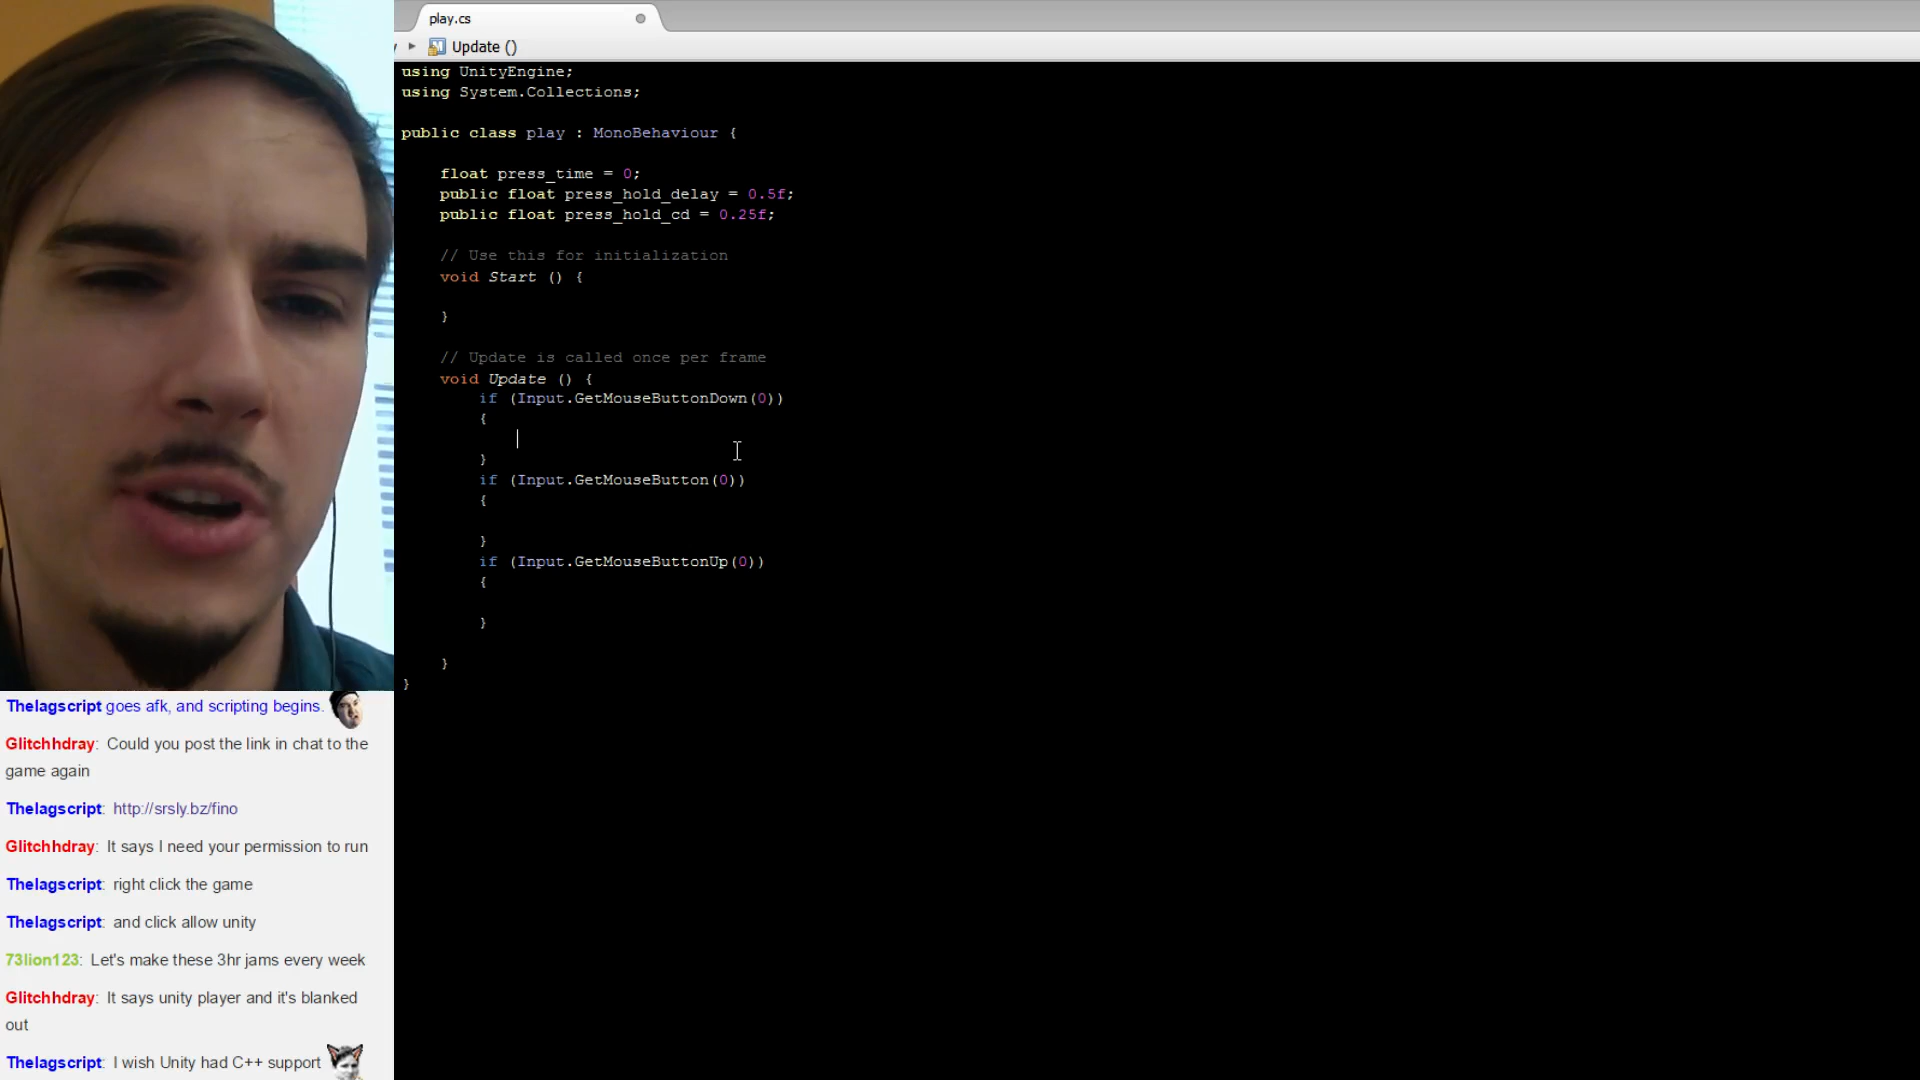 play.cs
Update ()
using UnityEngine;
using System.Collections;
public class play : MonoBehaviour {
float press_time = 0;
public float press_hold_delay = 0.5f;
public float press_hold_cd = 0.25f;
// Use this for initialization
void Start () {
}
// Update is called once per frame
void Update () {
if (Input.GetMouseButtonDown(0))
{
}
if (Input.GetMouseButton(0))
{
}
if (Input.GetMouseButtonUp(0))
{
}
}
}
Thelagscript goes afk, and scripting begins.
Glitchhdray: Could you post the link in chat to the
game again
Thelagscript: http://srsly.bz/fino
Glitchhdray: It says I need your permission to run
Thelagscript: right click the game
Thelagscript: and click allow unity
73lion123: Let's make these 3hr jams every week
Glitchhdray: It says unity player and it's blanked
out
Thelagscript: I wish Unity had C++ support